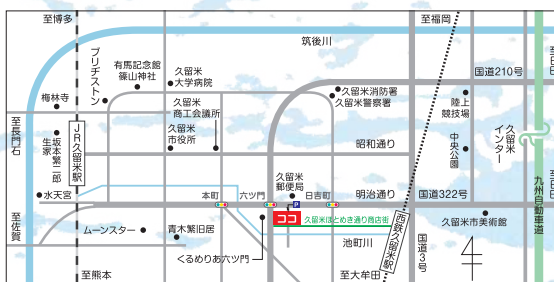 至博多
至福岡
筑後川
ブリヂストン
有馬記念館
篠山神社
久留米
大学病院
久留米消防署
久留米警察署
国道210号
梅林寺
久留米
商工会議所
陸上
競技場
久留米
インター
至長門石
坂本繁二郎
生家
JR久留米駅
久留米
市役所
昭和通り
中央公園
九州自動車道
水天宮
久留米
郵便局
本町
六ツ門
日吉町
明治通り
国道322号
P
ココ
久留米ほとめき通り商店街
久留米市美術館
至佐賀
ムーンスター
青木繁旧居
池町川
西鉄久留米駅
国道3号
くるめりあ六ツ門
至熊本
至大牟田